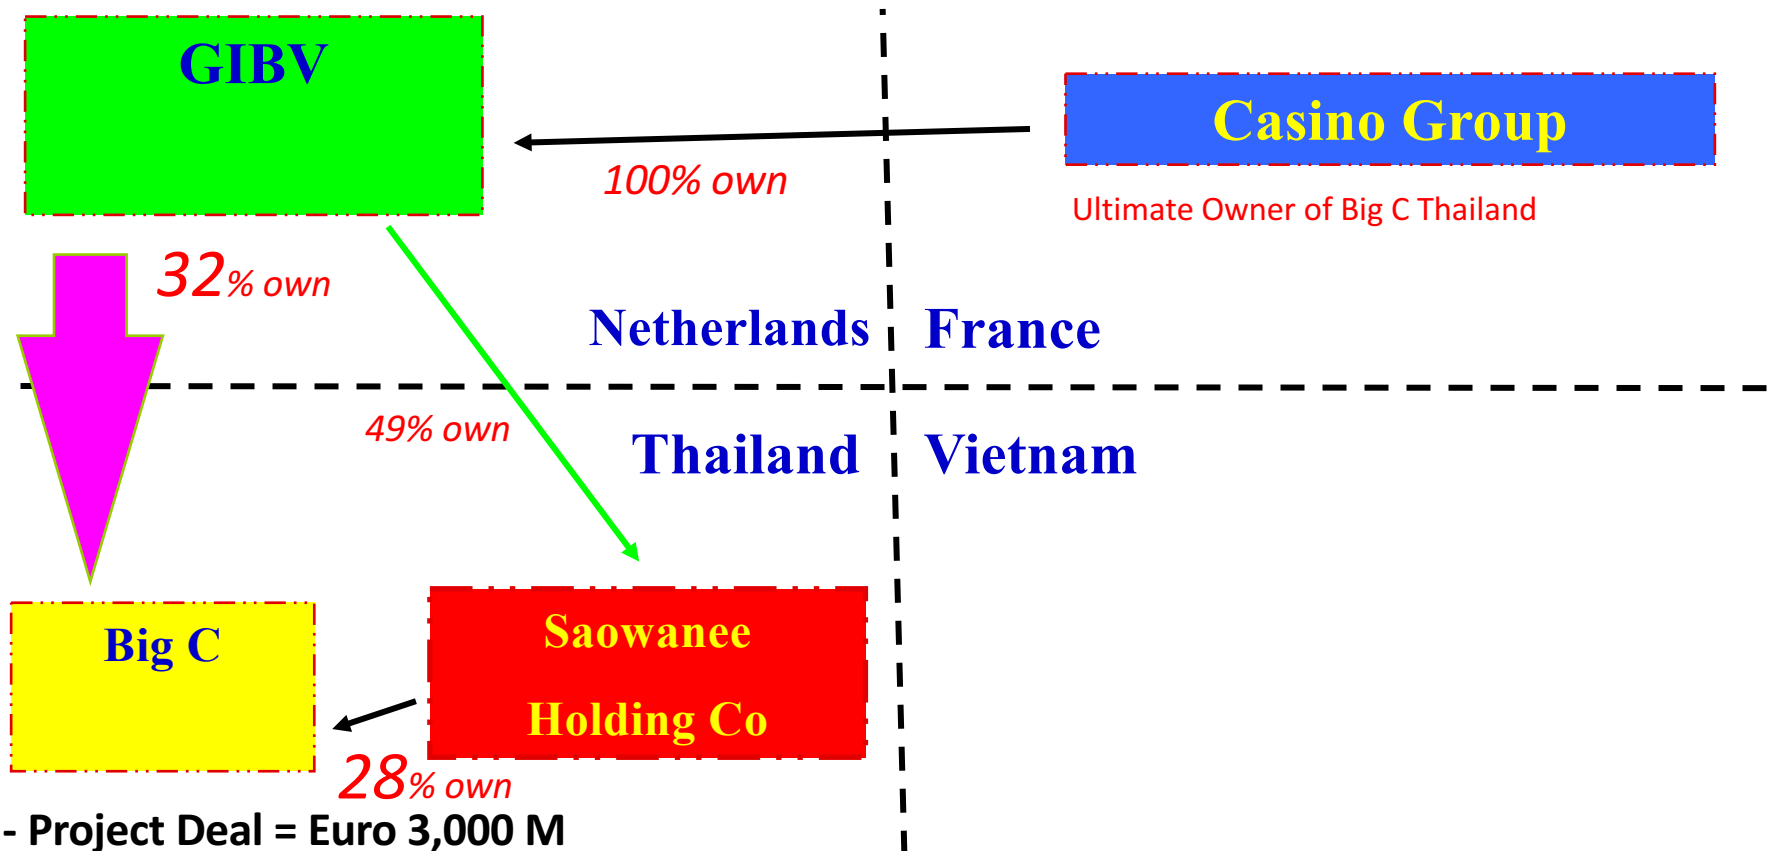 GIBV
Casino Group
100% own
Ultimate Owner of Big C Thailand
32% own
Netherlands
France
49% own
Thailand
Vietnam
Big C
Saowanee
Holding Co
28% own
- Project Deal = Euro 3,000 M